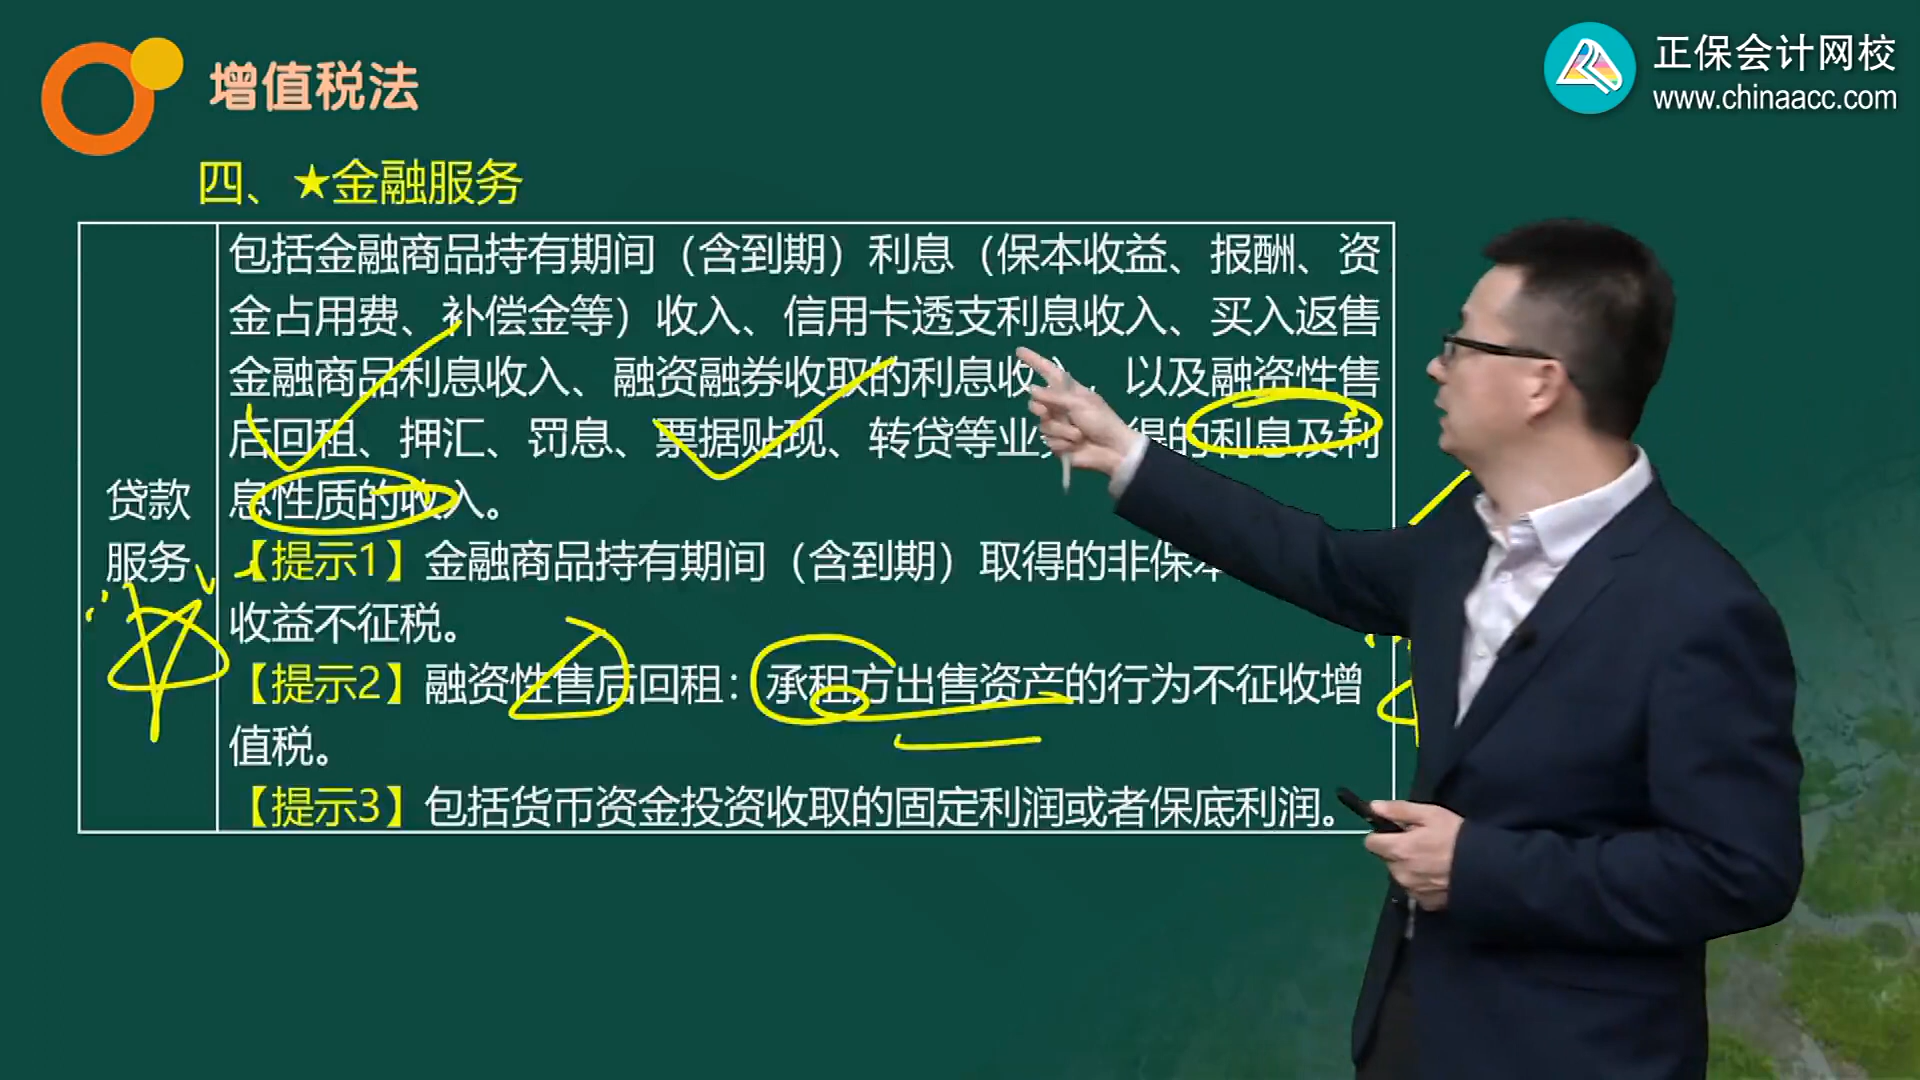 增值税法
正保会计网校
www.chinaacc.com
四、★金融服务
贷款
服务
包括金融商品持有期间（含到期）利息（保本收益、报酬、资
金占用费、补偿金等）收入、信用卡透支利息收入、买入返售
金融商品利息收入、融资融券收取的利息收 ，以及融资性售
后回租、押汇、罚息、票据贴现、转贷等业 得的利息及利
息性质的收入。
【提示1】金融商品持有期间（含到期）取得的非保本
收益不征税。
【提示2】融资性售后回租：承租方出售资产的行为不征收增
值税。
【提示3】包括货币资金投资收取的固定利润或者保底利润。